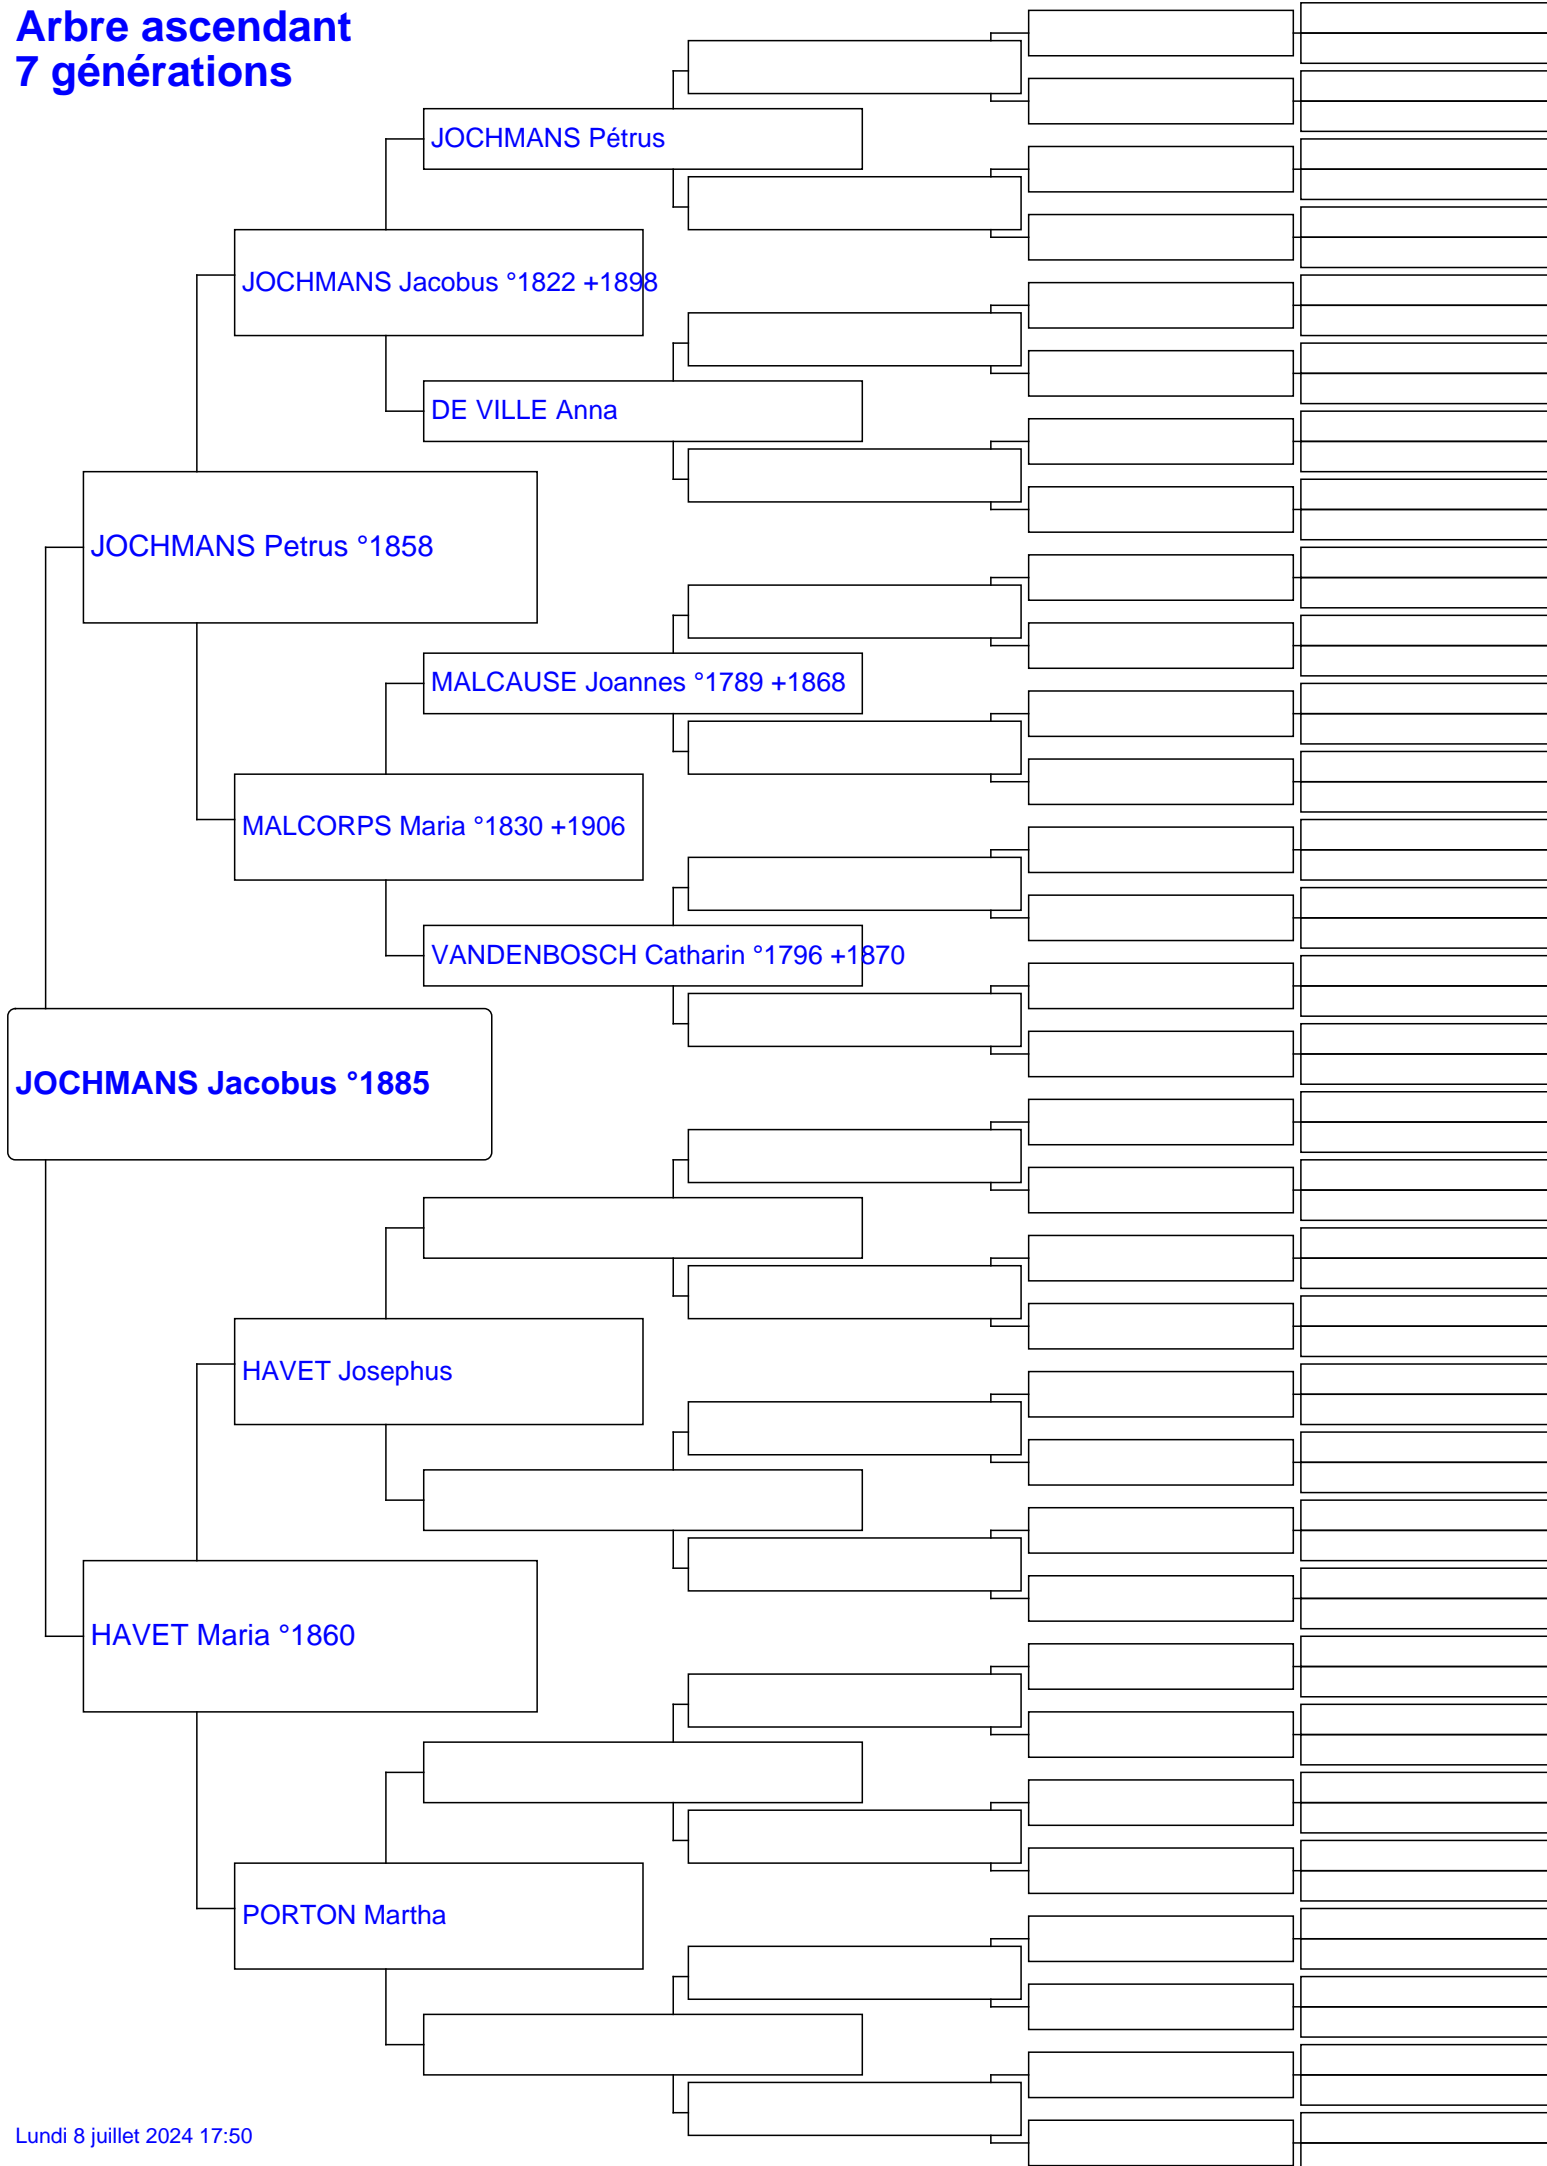 Arbre ascendant
7 générations
JOCHMANS Pétrus
JOCHMANS Jacobus °1822 +1898
DE VILLE Anna
JOCHMANS Petrus °1858
MALCAUSE Joannes °1789 +1868
MALCORPS Maria °1830 +1906
VANDENBOSCH Catharin °1796 +1870
JOCHMANS Jacobus °1885
HAVET Josephus
HAVET Maria °1860
PORTON Martha
Lundi 8 juillet 2024 17:50